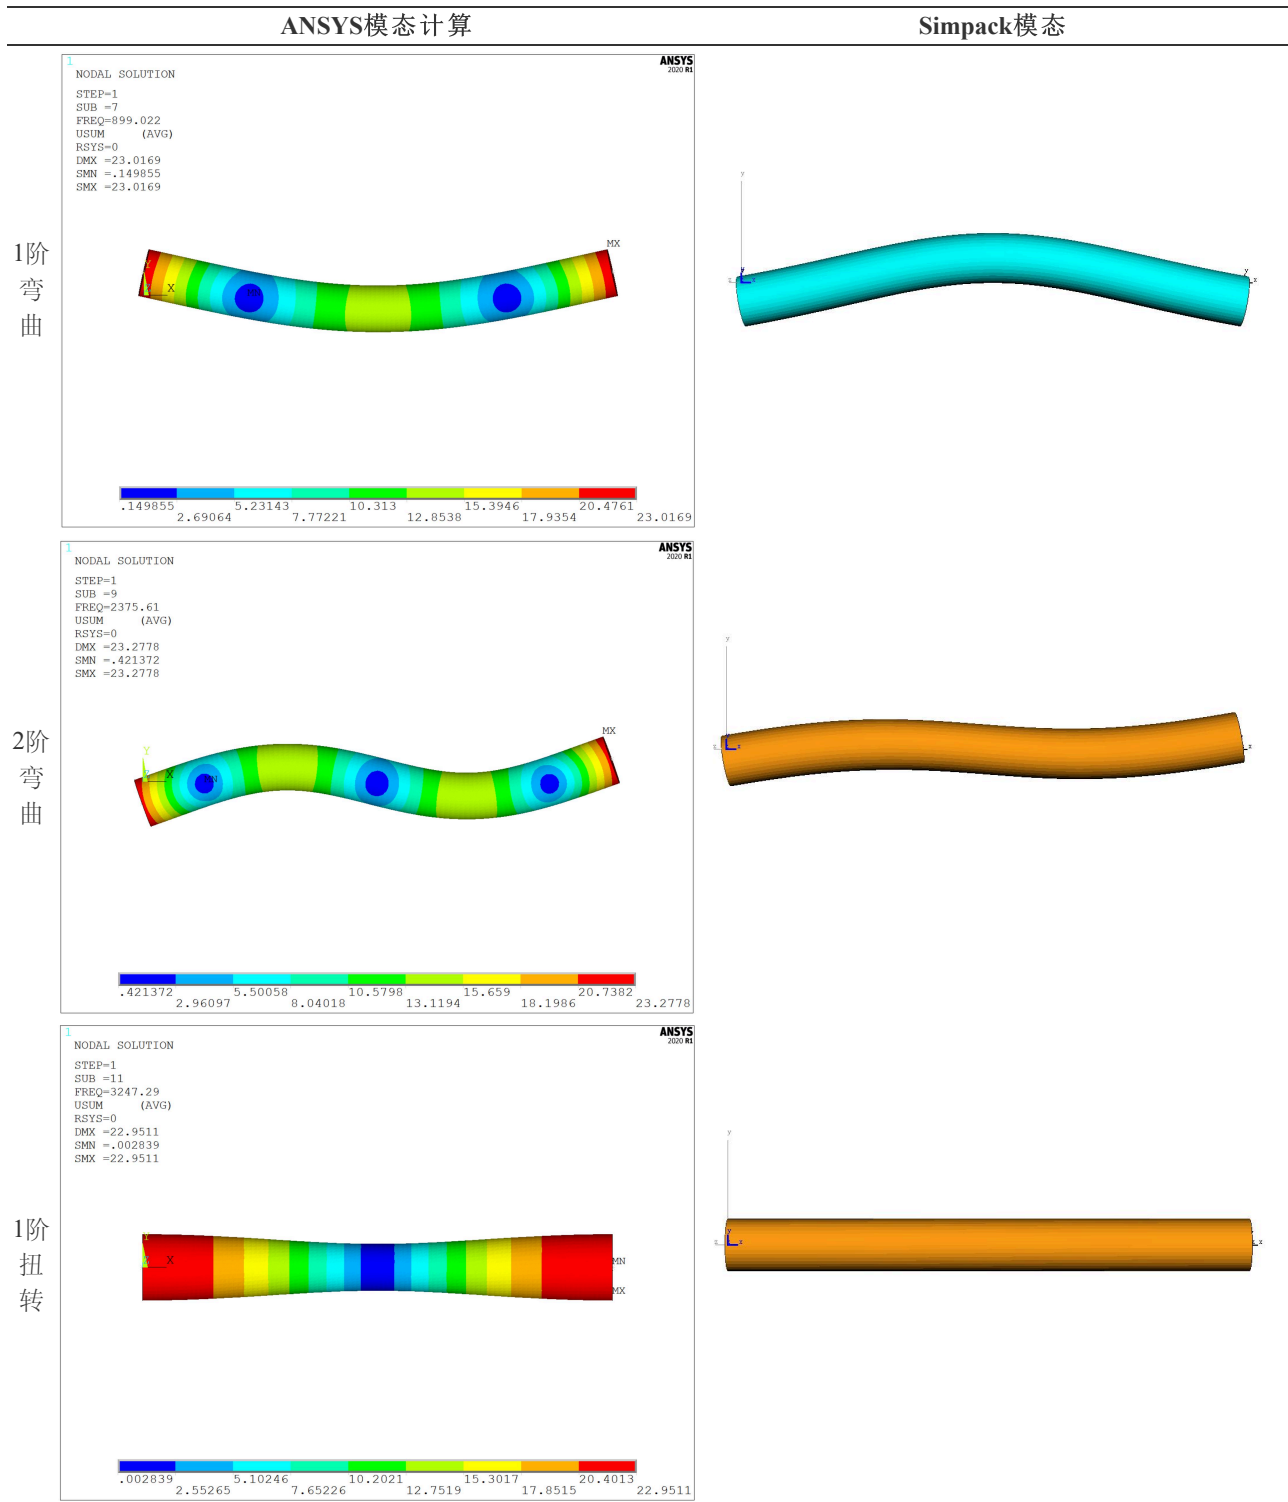 ANSYS模态计算
Simpack模态
1阶
弯
曲
1
NODAL SOLUTION
STEP=1
SUB =7
FREQ=899.022
USUM (AVG)
RSYS=0
DMX =23.0169
SMN =.149855
SMX =23.0169
ANSYS
2020 R1
MX
Y
X
.149855
2.69064
5.23143
7.77221
10.313
12.8538
15.3946
17.9354
20.4761
23.0169
y
y
x
2阶
弯
曲
1
NODAL SOLUTION
STEP=1
SUB =9
FREQ=2375.61
USUM (AVG)
RSYS=0
DMX =23.2778
SMN =.421372
SMX =23.2778
ANSYS
2020 R1
MX
Y
X
MN
.421372
2.96097
5.50058
8.04018
10.5798
13.1194
15.659
18.1986
20.7382
23.2778
y
x
x
1阶
扭
转
1
NODAL SOLUTION
STEP=1
SUB =11
FREQ=3247.29
USUM (AVG)
RSYS=0
DMX =22.9511
SMN =.002839
SMX =22.9511
ANSYS
2020 R1
Y
X
MN
MX
.002839
2.55265
5.10246
7.65226
10.2021
12.7519
15.3017
17.8515
20.4013
22.9511
y
y
x
x